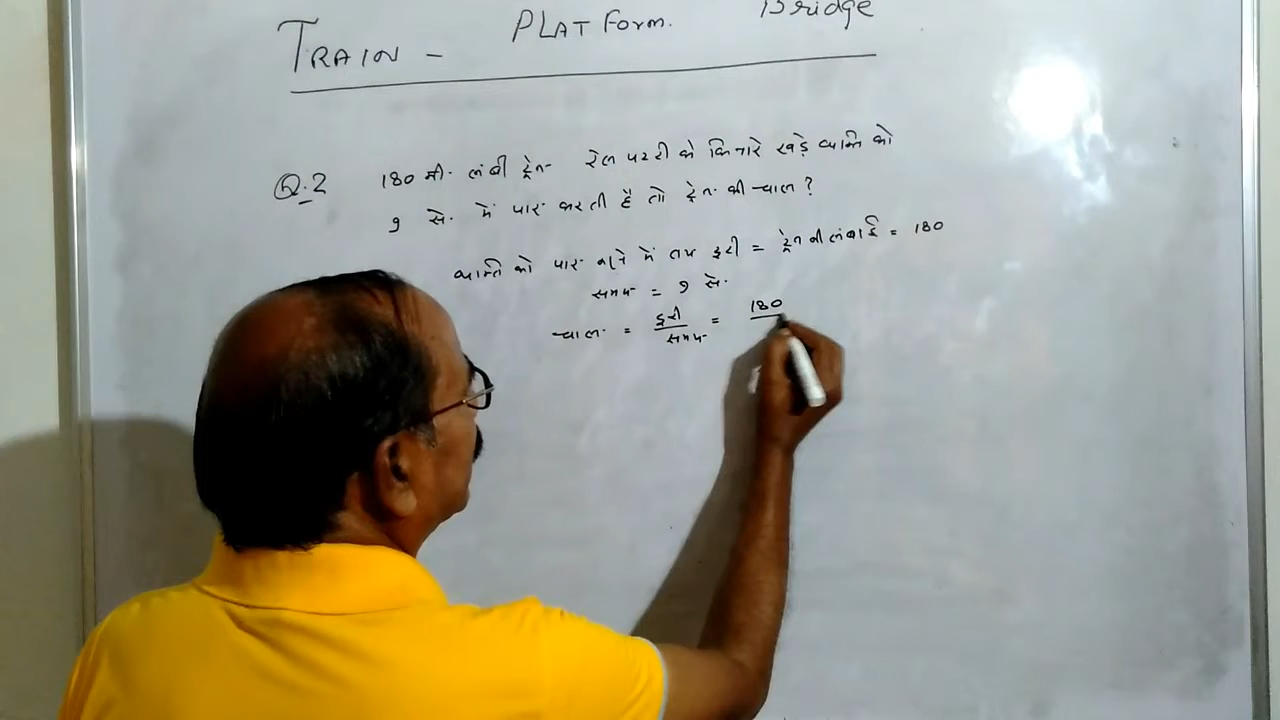 TRAIN - PLATForm. Bridge
Q.2 180 मी. लंबी ट्रेन रेल पटरी के किनारे खड़े व्यक्ति को
9 से. में पार करती है तो ट्रेन की चाल ?
व्यक्ति को पार करने में तय दूरी = ट्रेन की लंबाई = 180
समय = 9 से.
चाल = दूरी / समय = 180